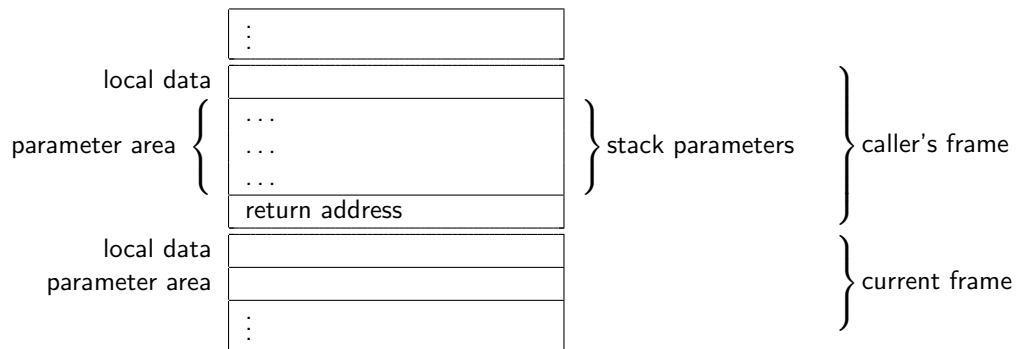 ⋮
local data
. . .
parameter area
. . .
stack parameters
caller's frame
. . .
return address
local data
parameter area
current frame
⋮